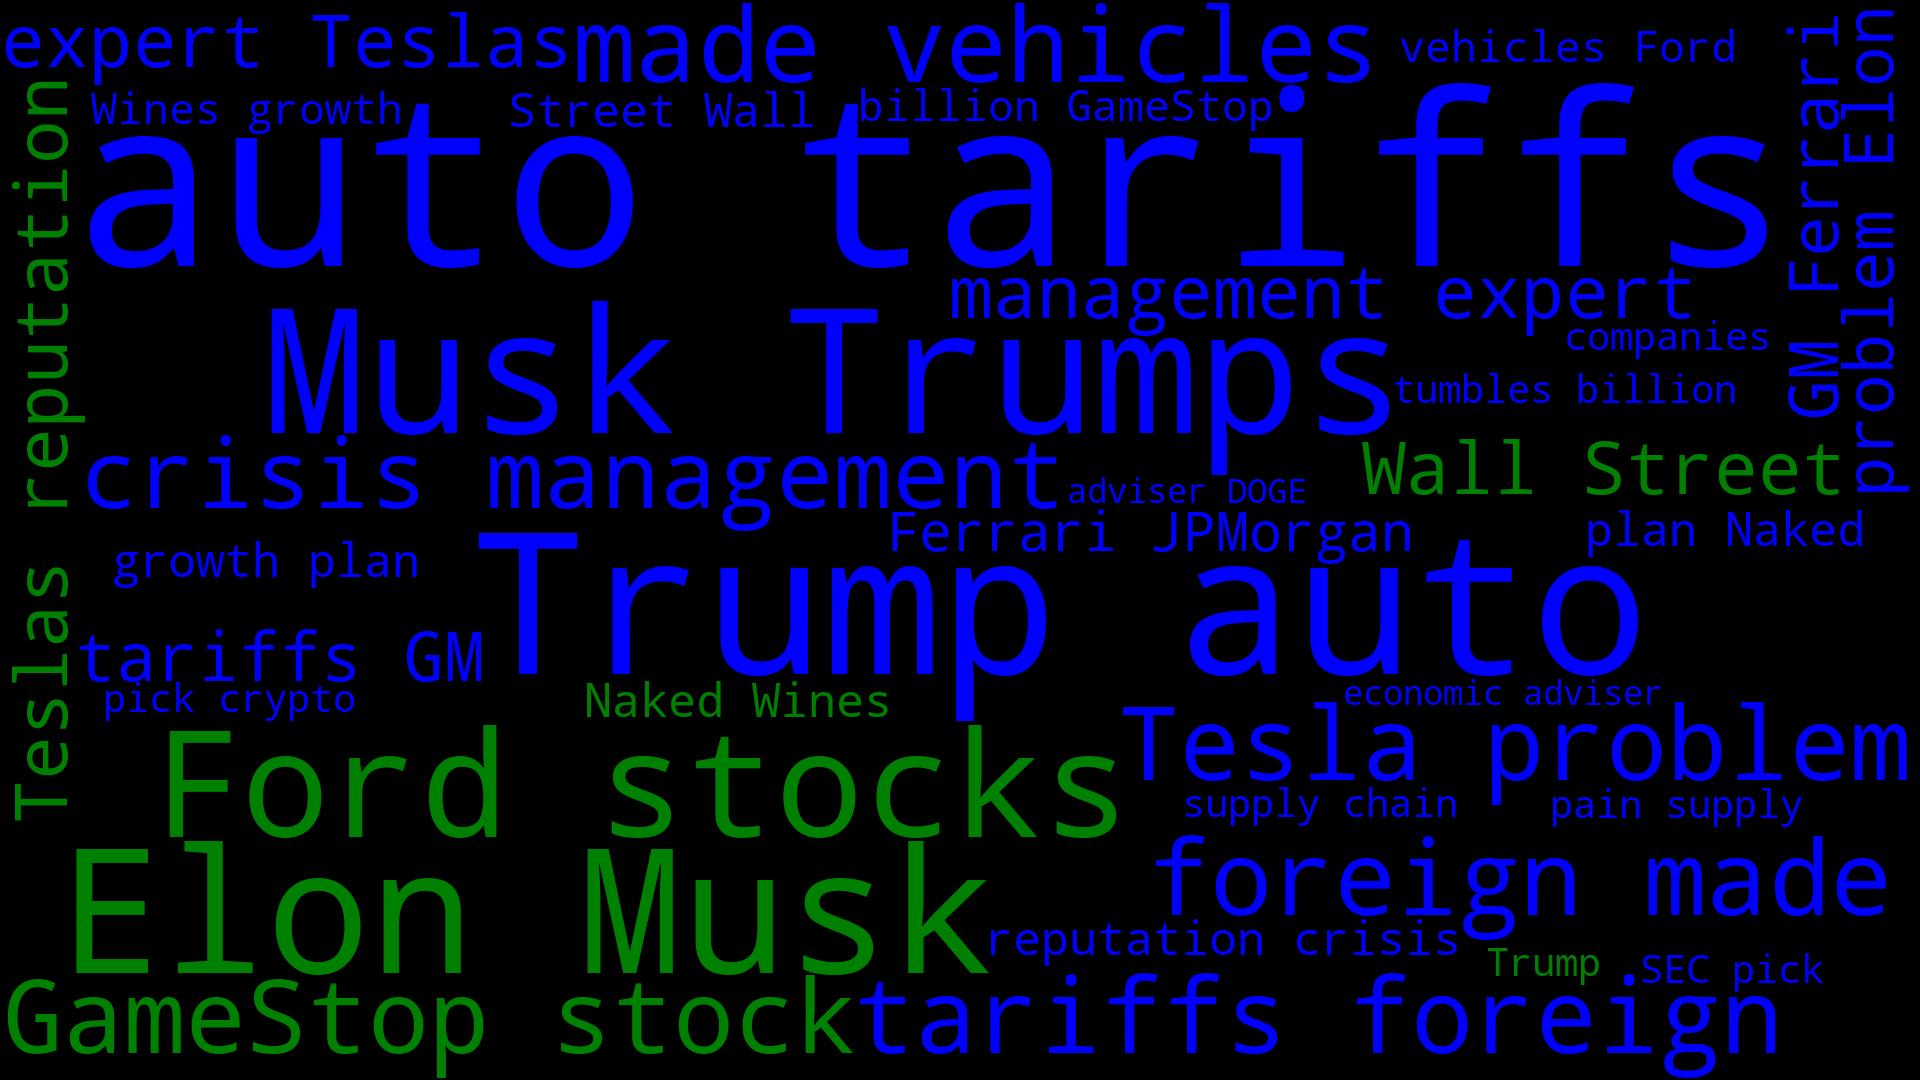 expert Teslas
made vehicles
vehicles Ford
Wines growth
Street Wall
billion GameStop
auto tariffs
management expert
Musk Trumps
companies
tumbles billion
crisis management
adviser DOGE
Wall Street
Ferrari JPMorgan
plan Naked
growth plan
Trump auto
tariffs GM
pick crypto
Naked Wines
economic adviser
Ford stocks
Tesla problem
supply chain
pain supply
Elon Musk
foreign made
reputation crisis
Trump
SEC pick
GameStop stock
tariffs foreign
Teslas reputation
GM Ferrari
problem Elon